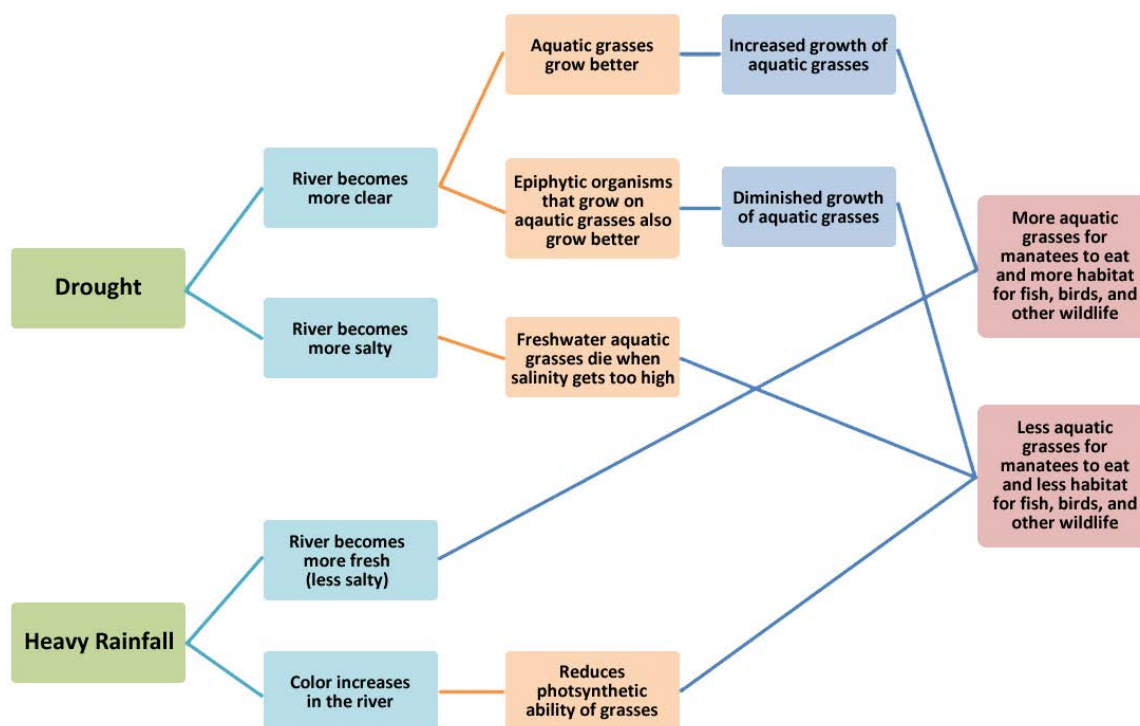 Aquatic grasses
grow better
Increased growth of
aquatic grasses
River becomes
more clear
Epiphytic organisms
that grow on
aqautic grasses also
grow better
Diminished growth
of aquatic grasses
More aquatic
grasses for
manatees to eat
and more habitat
for fish, birds, and
other wildlife
Drought
River becomes
more salty
Freshwater aquatic
grasses die when
salinity gets too high
Less aquatic
grasses for
manatees to eat
and less habitat
for fish, birds, and
other wildlife
River becomes
more fresh
(less salty)
Heavy Rainfall
Color increases
in the river
Reduces
photsynthetic
ability of grasses